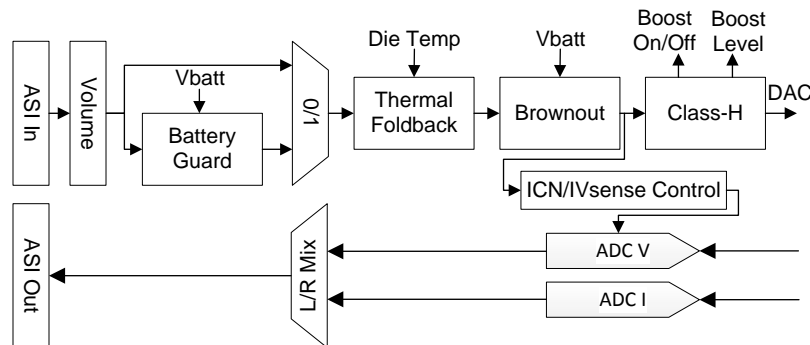 Die Temp
Vbatt
Boost
On/Off
Boost
Level
ASI In
Volume
Vbatt
Battery
Guard
0/1
Thermal
Foldback
Brownout
Class-H
DAC
ICN/IVsense Control
ASI Out
L/R Mix
ADC V
ADC I